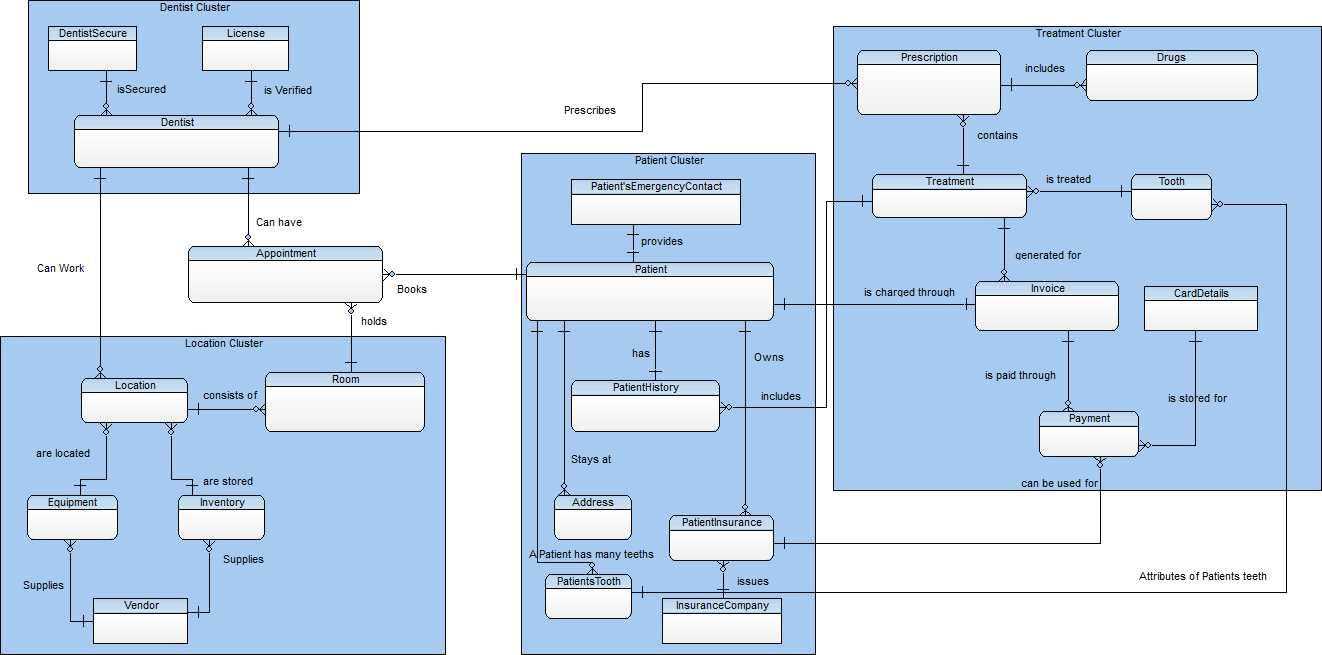 Dentist Cluster
DentistSecure
License
isSecured
is Verified
Dentist
Prescribes
Can have
Can Work
Appointment
Books
holds
Location Cluster
Location
Room
consists of
are located
are stored
Equipment
Inventory
Supplies
Supplies
Vendor
Patient Cluster
Patient'sEmergencyContact
provides
Patient
has
Owns
PatientHistory
includes
Stays at
Address
PatientInsurance
A Patient has many teeths
PatientsTooth
issues
InsuranceCompany
Treatment Cluster
Prescription
includes
Drugs
contains
Treatment
is treated
Tooth
generated for
is charged through
Invoice
CardDetails
is paid through
is stored for
Payment
can be used for
Attributes of Patients teeth